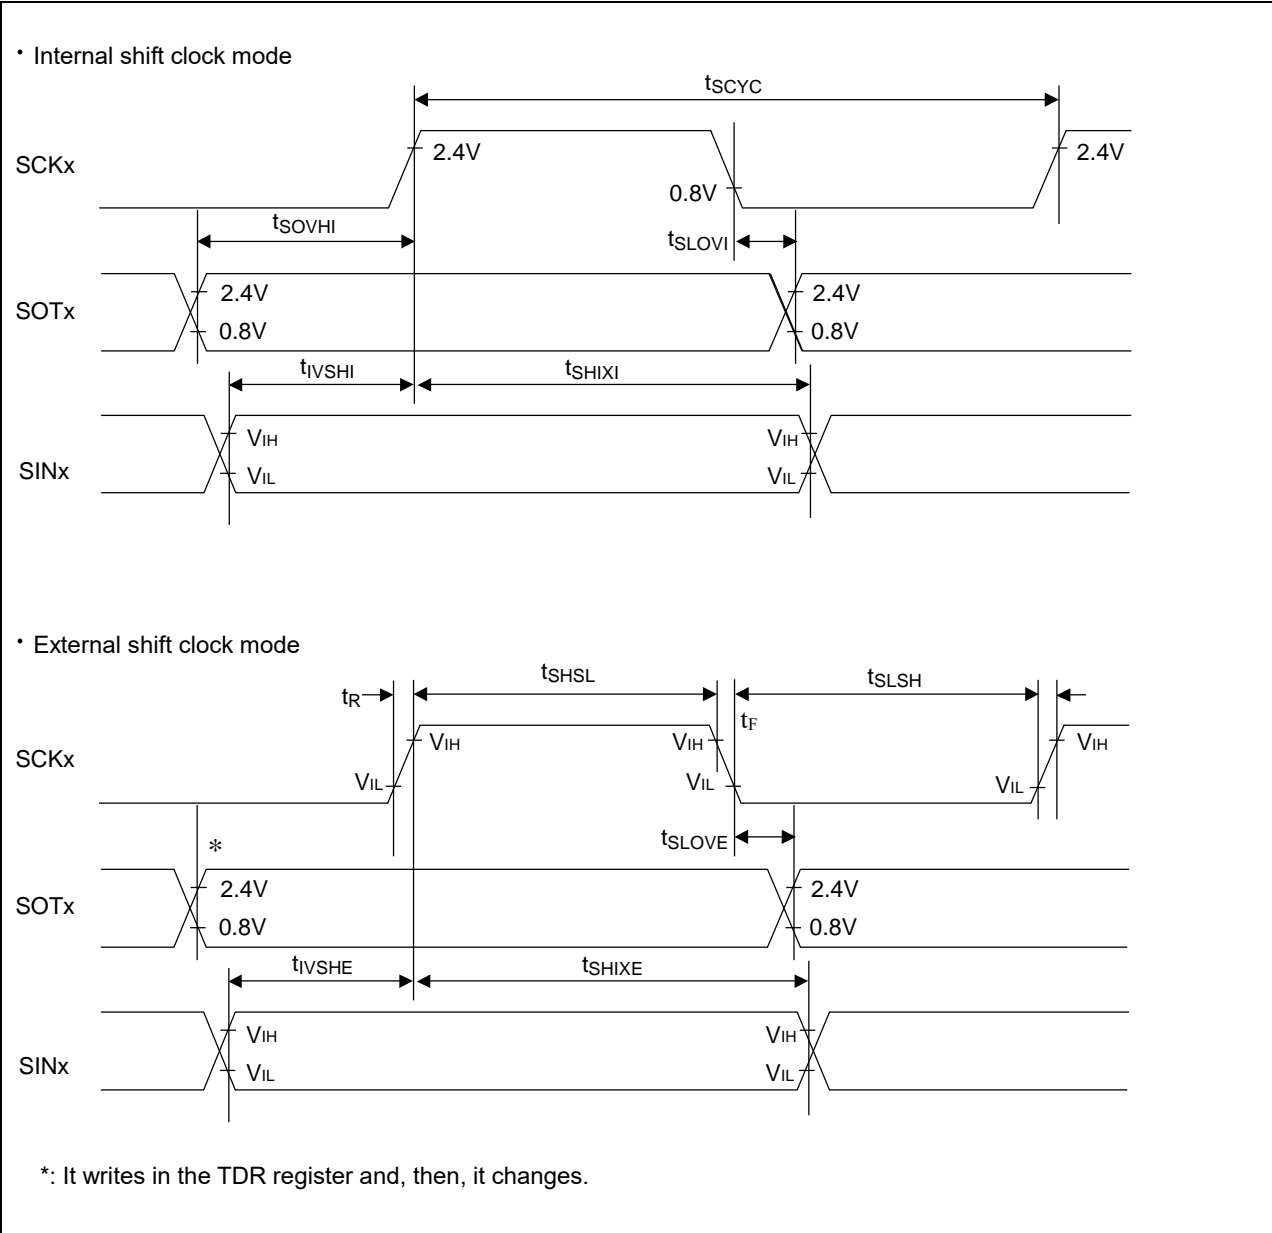 ・Internal shift clock mode
tSCYC
SCKx
2.4V
0.8V
2.4V
tSOVHI
tSLOVI
SOTx
2.4V
0.8V
2.4V
0.8V
tIVSHI
tSHIXI
SINx
VIH
VIL
VIH
VIL
・External shift clock mode
tR
tSHSL
tF
tSLSH
SCKx
VIL
VIH
VIH
VIL
VIL
VIH
tSLOVE
*
SOTx
2.4V
0.8V
2.4V
0.8V
tIVSHE
tSHIXE
SINx
VIH
VIL
VIH
VIL
*: It writes in the TDR register and, then, it changes.